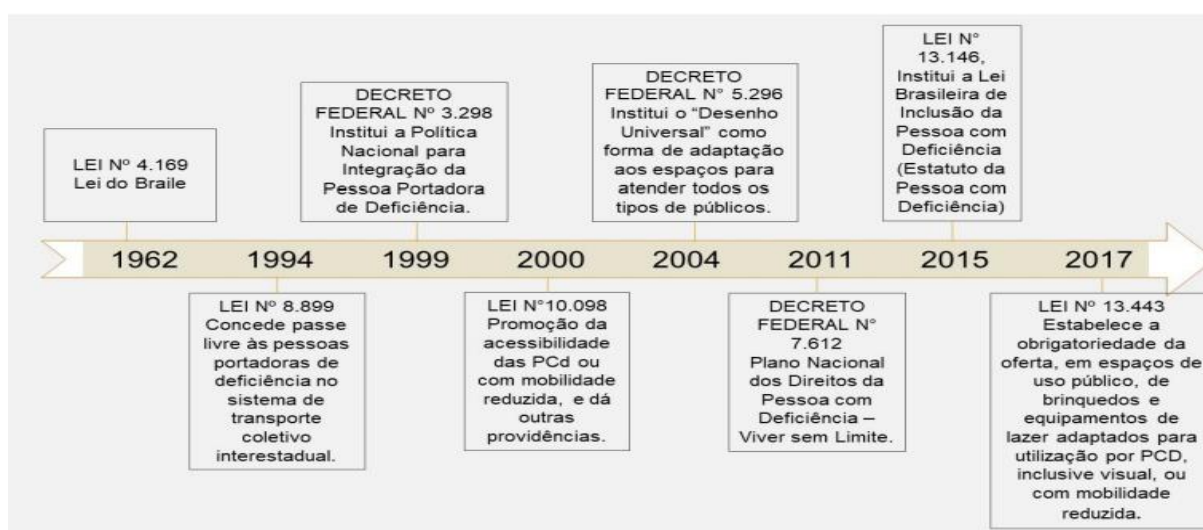 LEI Nº 4.169
Lei do Braile
DECRETO
FEDERAL Nº 3.298
Institui a Política
Nacional para
Integração da
Pessoa Portadora
de Deficiência.
DECRETO
FEDERAL N° 5.296
Institui o “Desenho
Universal” como
forma de adaptação
aos espaços para
atender todos os
tipos de públicos.
LEI N°
13.146,
Institui a Lei
Brasileira de
Inclusão da
Pessoa com
Deficiência
(Estatuto da
Pessoa com
Deficiência)
1962 1994 1999 2000 2004 2011 2015 2017
LEI Nº 8.899
Concede passe
livre às pessoas
portadoras de
deficiência no
sistema de
transporte
coletivo
interestadual.
LEI N°10.098
Promoção da
acessibilidade
das PCd ou
com mobilidade
reduzida, e dá
outras
providências.
DECRETO
FEDERAL N°
7.612
Plano Nacional
dos Direitos da
Pessoa com
Deficiência –
Viver sem Limite.
LEI Nº 13.443
Estabelece a
obrigatoriedade da
oferta, em espaços de
uso público, de
brinquedos e
equipamentos de
lazer adaptados para
utilização por PCD,
inclusive visual, ou
com mobilidade
reduzida.